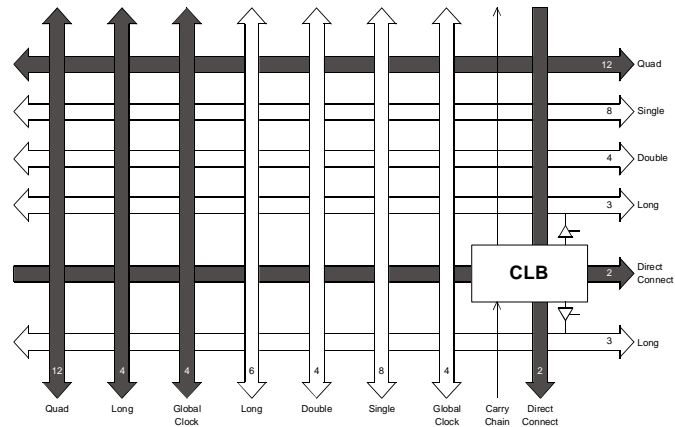 12 Quad
8 Single
4 Double
3 Long
CLB
2 Direct
Connect
3 Long
12 4 4 6 4 8 4 2
Quad Long Global Long Double Single Global Carry Direct
Clock Clock Chain Connect